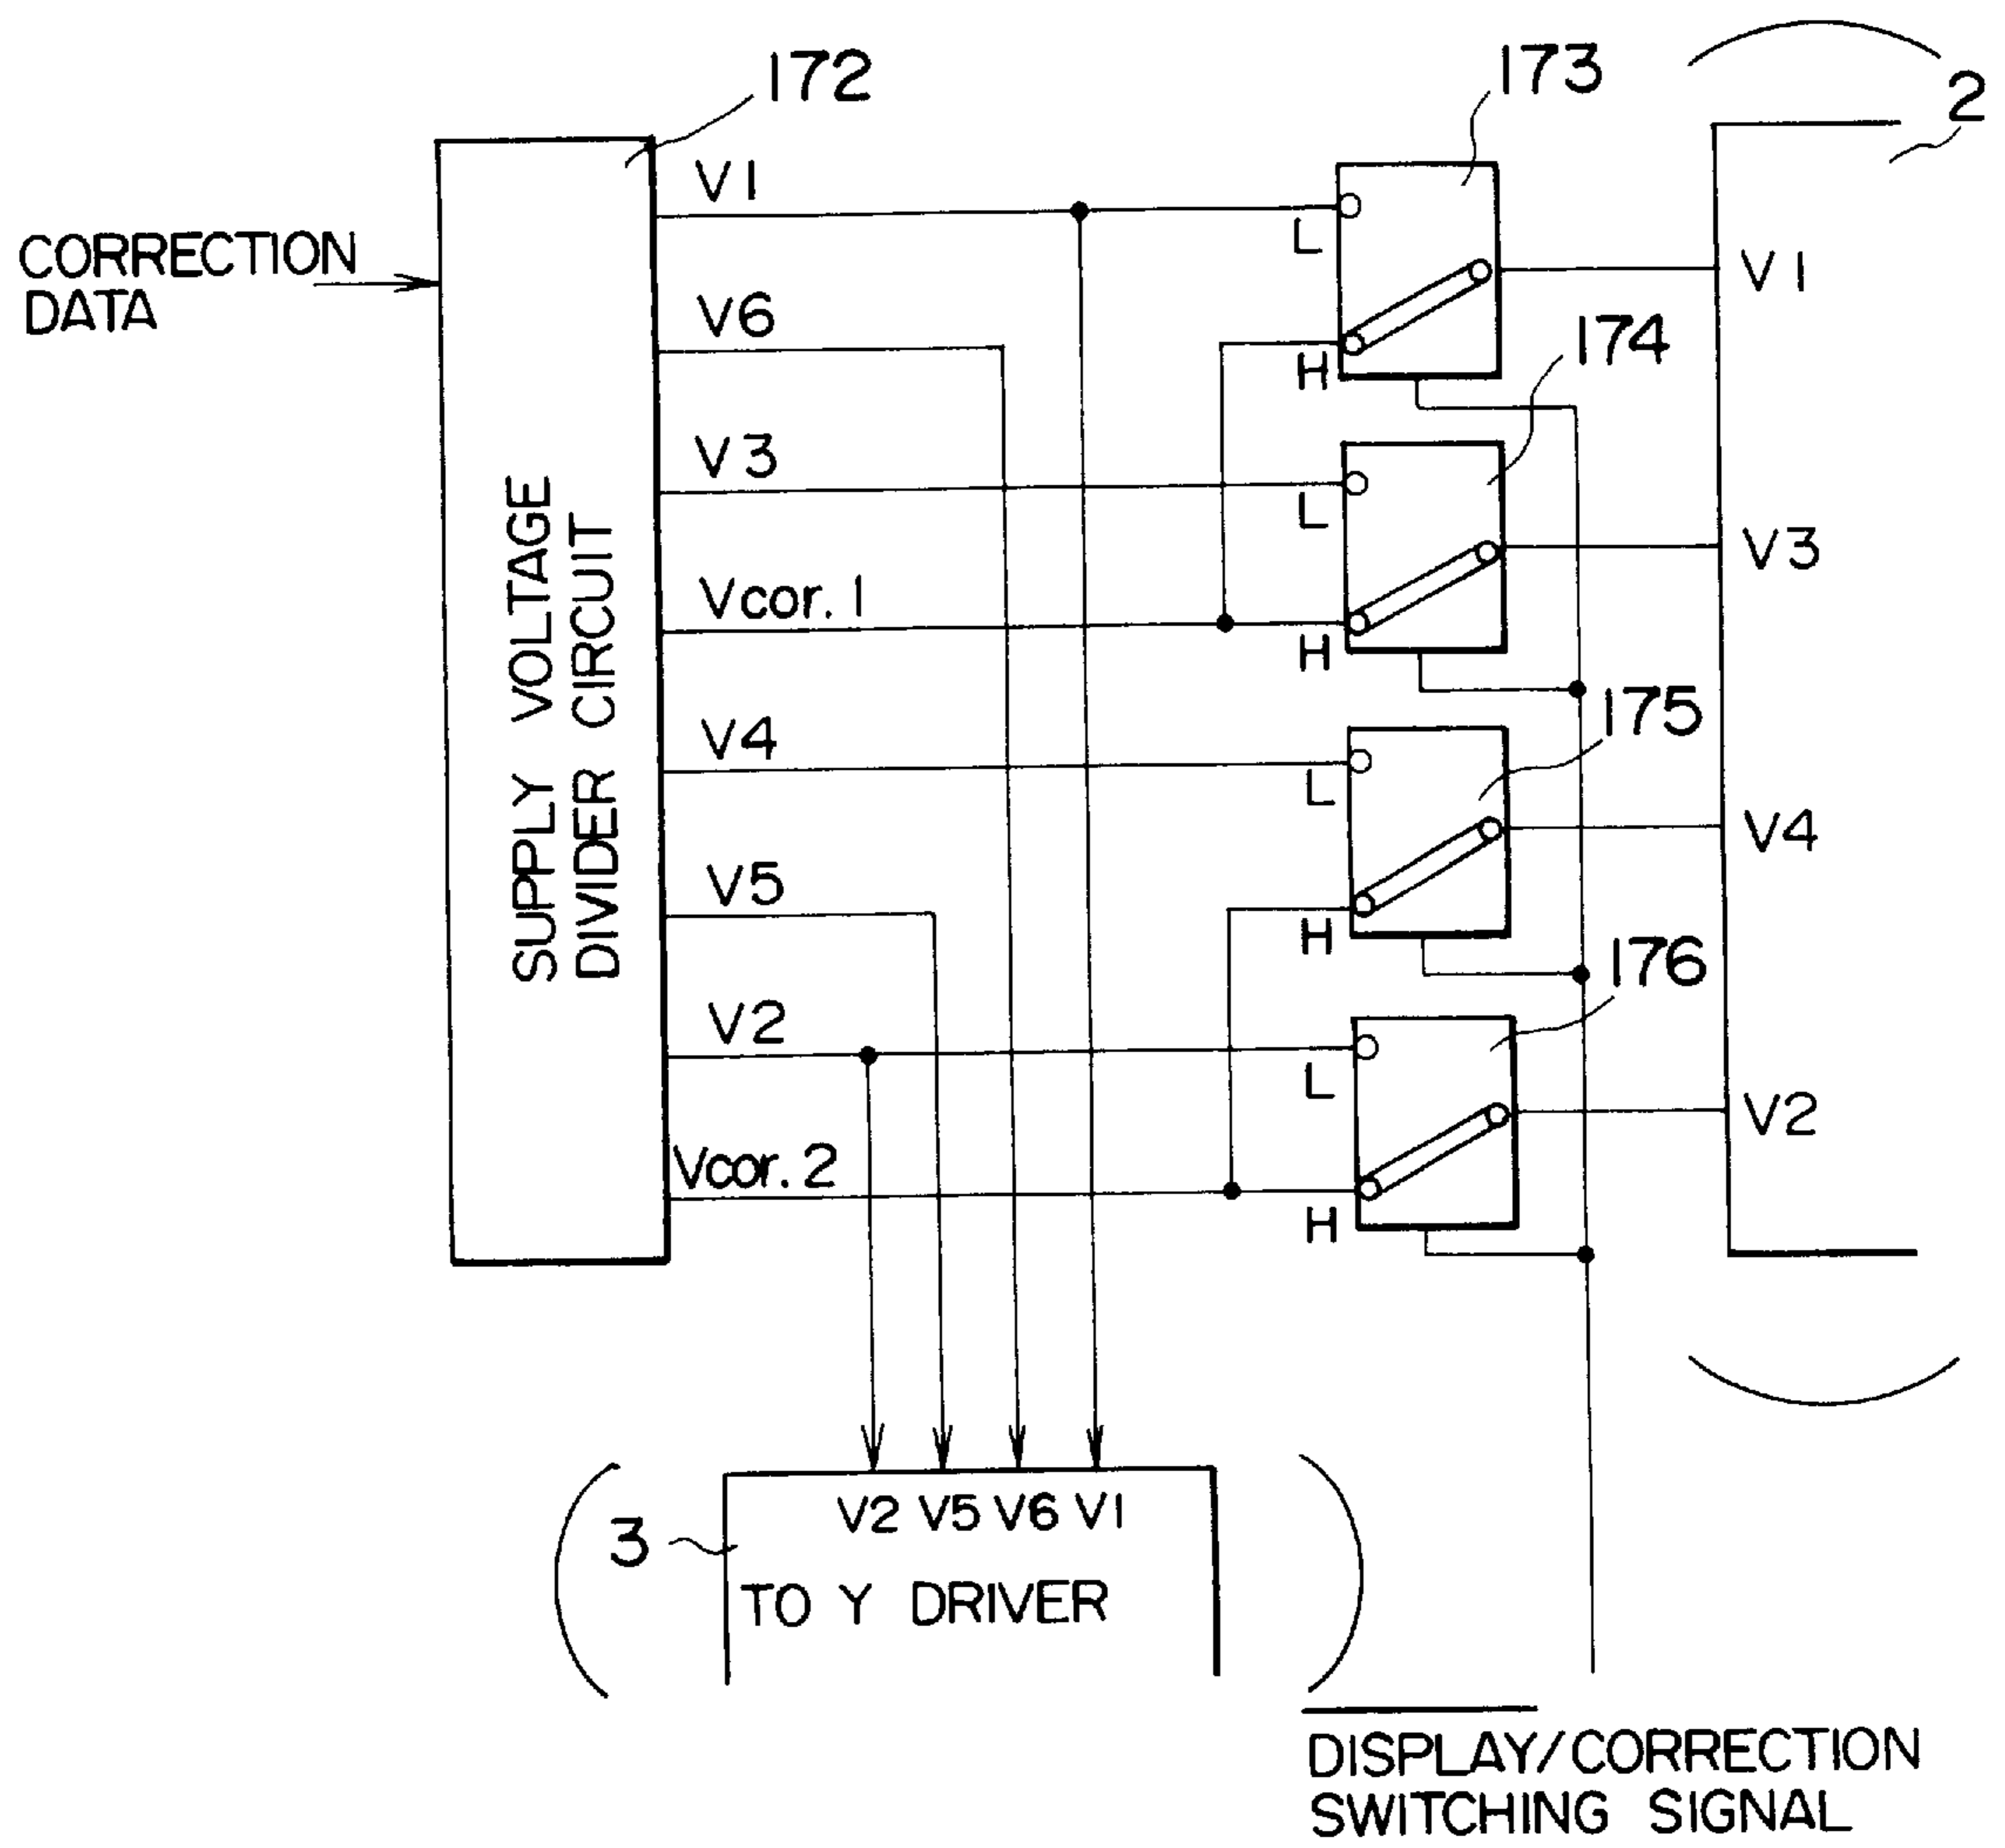 172
173
2
V1
L
V1
CORRECTION
DATA
V6
H
174
V3
L
V3
SUPPLY VOLTAGE
DIVIDER CIRCUIT
Vcor.1
H
175
V4
L
V4
V5
H
176
V2
L
V2
Vcor.2
H
V2 V5 V6 V1
3
TO Y DRIVER
DISPLAY/CORRECTION
SWITCHING SIGNAL